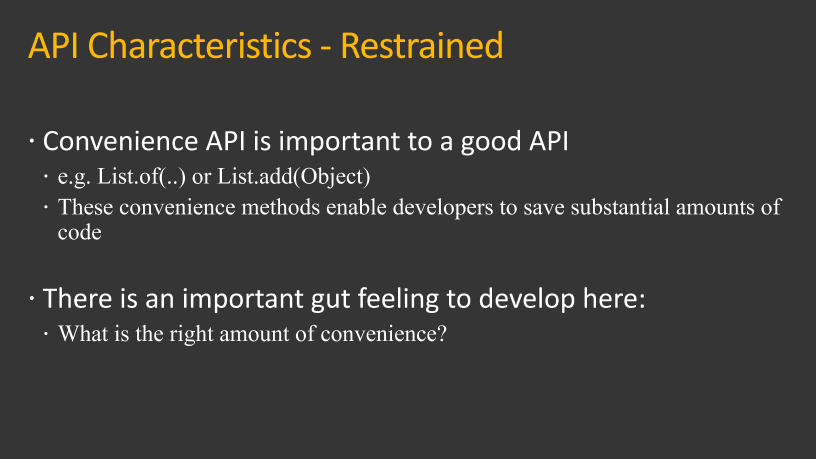 API Characteristics - Restrained
· Convenience API is important to a good API
· e.g. List.of(..) or List.add(Object)
· These convenience methods enable developers to save substantial amounts of
code
· There is an important gut feeling to develop here:
· What is the right amount of convenience?